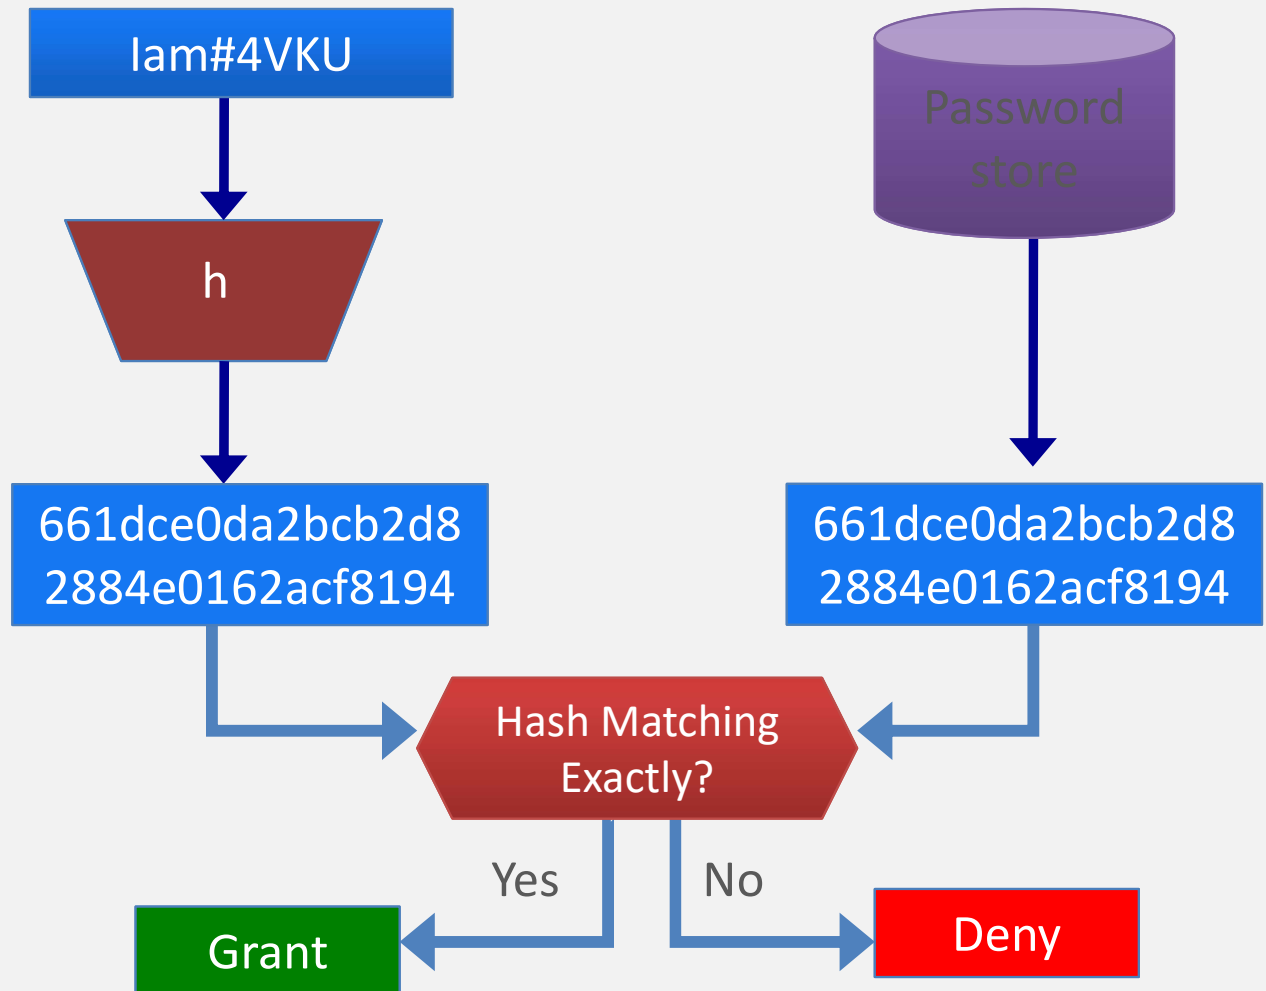 Iam#4VKU
Password
store
h
661dce0da2bcb2d8
2884e0162acf8194
661dce0da2bcb2d8
2884e0162acf8194
Hash Matching
Exactly?
Yes
No
Grant
Deny